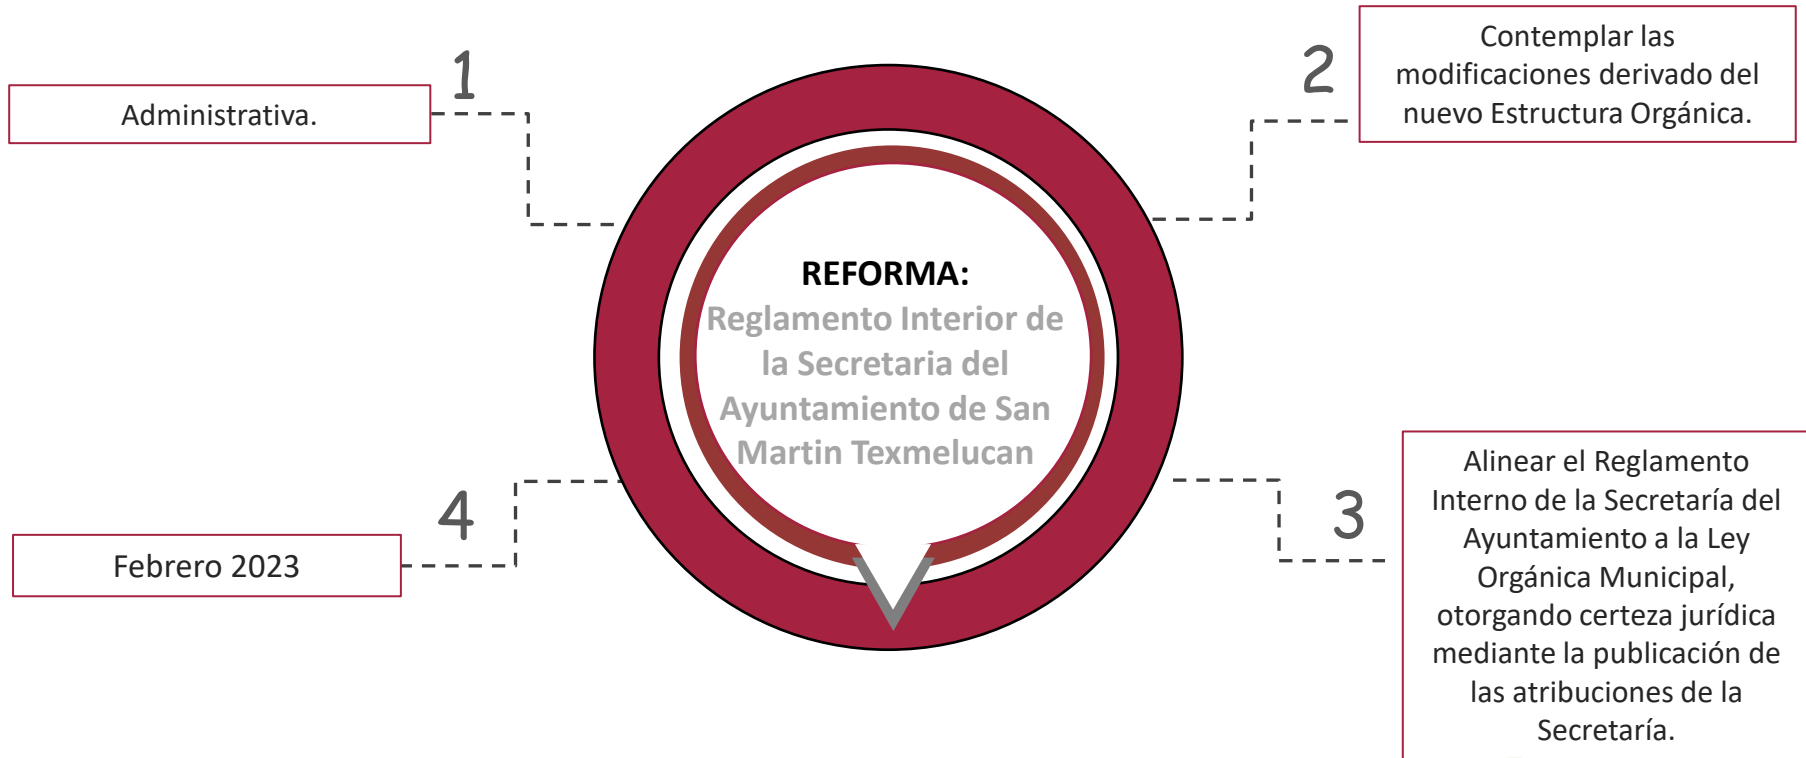 1
Administrativa.
2
Contemplar las
modificaciones derivado del
nuevo Estructura Orgánica.
REFORMA:
Reglamento Interior de
la Secretaria del
Ayuntamiento de San
Martin Texmelucan
3
Alinear el Reglamento
Interno de la Secretaría del
Ayuntamiento a la Ley
Orgánica Municipal,
otorgando certeza jurídica
mediante la publicación de
las atribuciones de la
Secretaría.
4
Febrero 2023